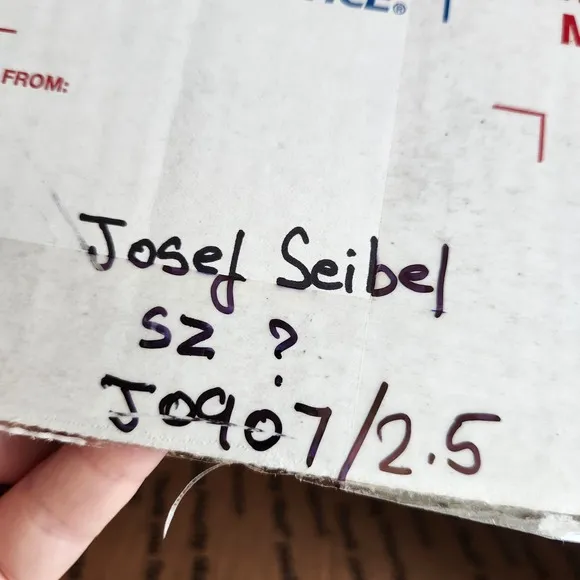 FROM:
Josef Seibel
SZ ?
J0907/2.5